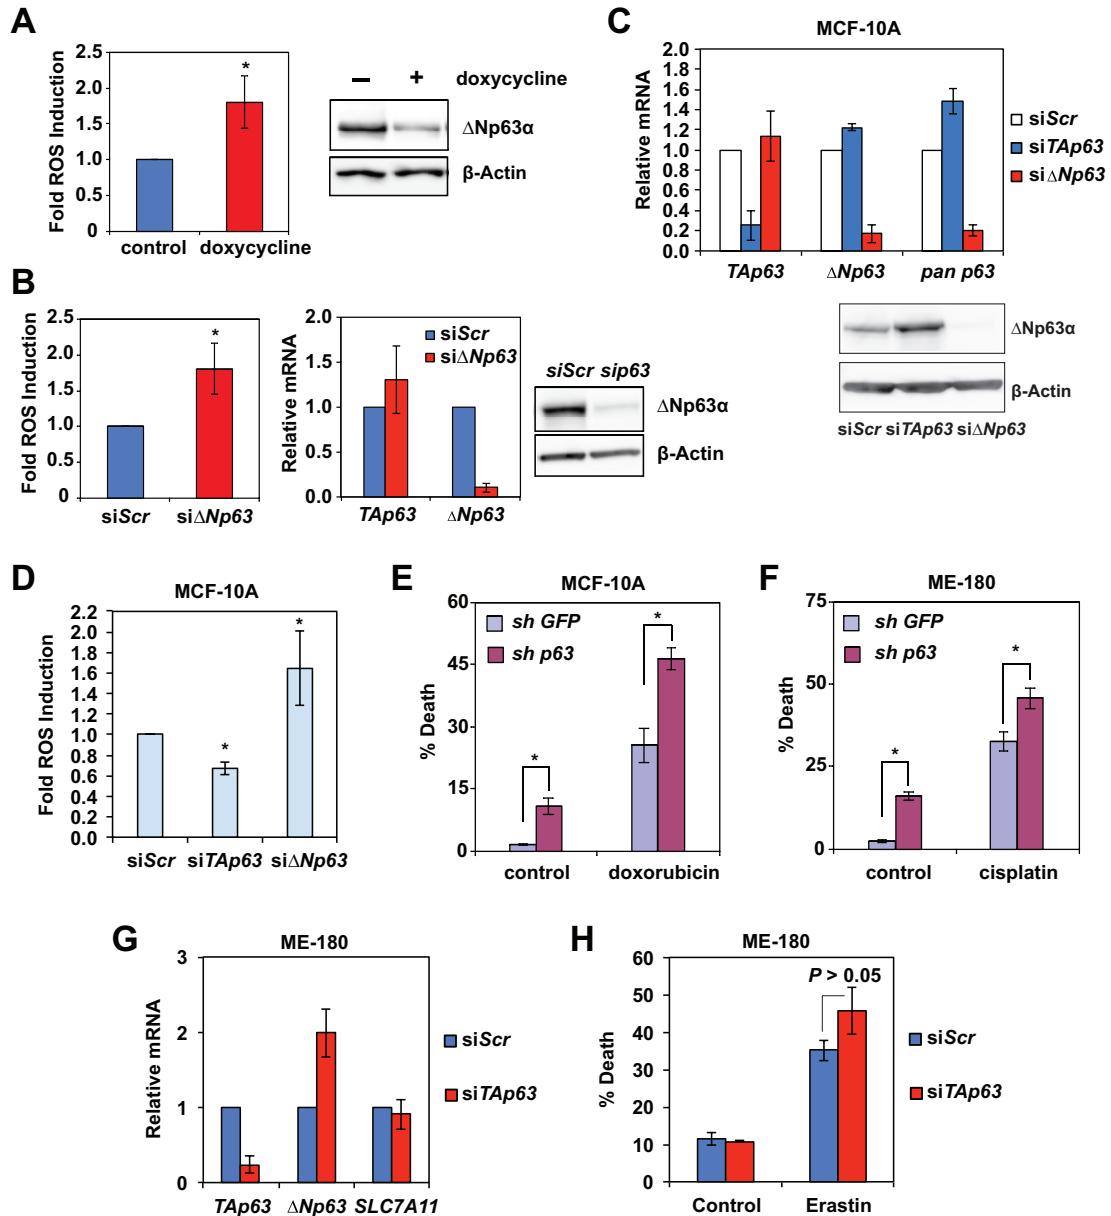 A
Fold ROS Induction
2.5
2.0
1.5
1.0
0.5
0
*
control doxycycline
– + doxycycline
ΔNp63α
β-Actin
C
MCF-10A
Relative mRNA
2.0
1.8
1.6
1.4
1.2
1.0
0.8
0.6
0.4
0.2
0.0
TAp63 ΔNp63 pan p63
siScr
siTAp63
siΔNp63
ΔNp63α
β-Actin
siScr siTAp63 siΔNp63
B
Fold ROS Induction
2.5
2.0
1.5
1.0
0.5
0
*
siScr siΔNp63
Relative mRNA
2.0
1.5
1.0
0.5
0.0
siScr
siΔNp63
TAp63 ΔNp63
siScr sip63
ΔNp63α
β-Actin
D
MCF-10A
Fold ROS Induction
2.2
2.0
1.8
1.6
1.4
1.2
1.0
0.8
0.6
0.4
0.2
0.0
*
*
siScr siTAp63 siΔNp63
E
MCF-10A
% Death
60
45
30
15
0
sh GFP
sh p63
*
*
control doxorubicin
F
ME-180
% Death
75
50
25
0
sh GFP
sh p63
*
*
control cisplatin
G
ME-180
Relative mRNA
3
2
1
0
TAp63 ΔNp63 SLC7A11
siScr
siTAp63
H
ME-180
% Death
60
50
40
30
20
10
0
P > 0.05
Control Erastin
siScr
siTAp63